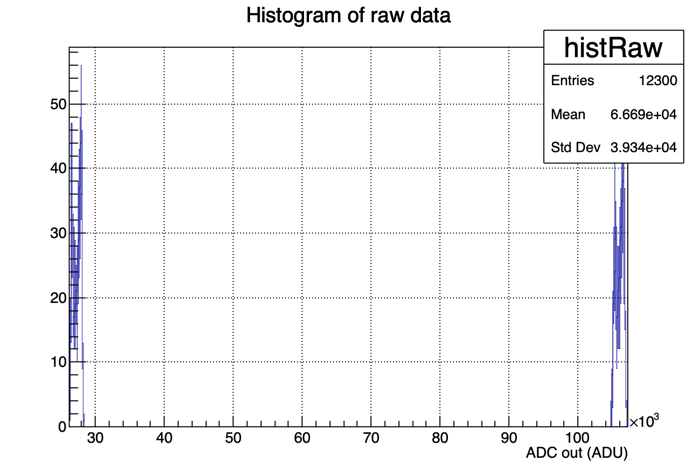 Histogram of raw data
histRaw
Entries 12300
Mean 6.669e+04
Std Dev 3.934e+04
50
40
30
20
10
0
30 40 50 60 70 80 90 100
×10³
ADC out (ADU)